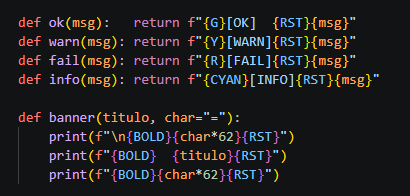 def ok(msg):   return f"{G}[OK]  {RST}{msg}"
def warn(msg): return f"{Y}[WARN]{RST}{msg}"
def fail(msg): return f"{R}[FAIL]{RST}{msg}"
def info(msg): return f"{CYAN}[INFO]{RST}{msg}"

def banner(titulo, char="="):
    print(f"\n{BOLD}{char*62}{RST}")
    print(f"{BOLD}  {titulo}{RST}")
    print(f"{BOLD}{char*62}{RST}")